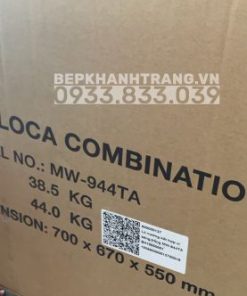 BEPKHANHTRANG.VN
0933.833.039
LOCA COMBINATIO
L NO.: MW-944TA
38.5 KG
44.0 KG
NSION: 700 x 670 x 550 mm